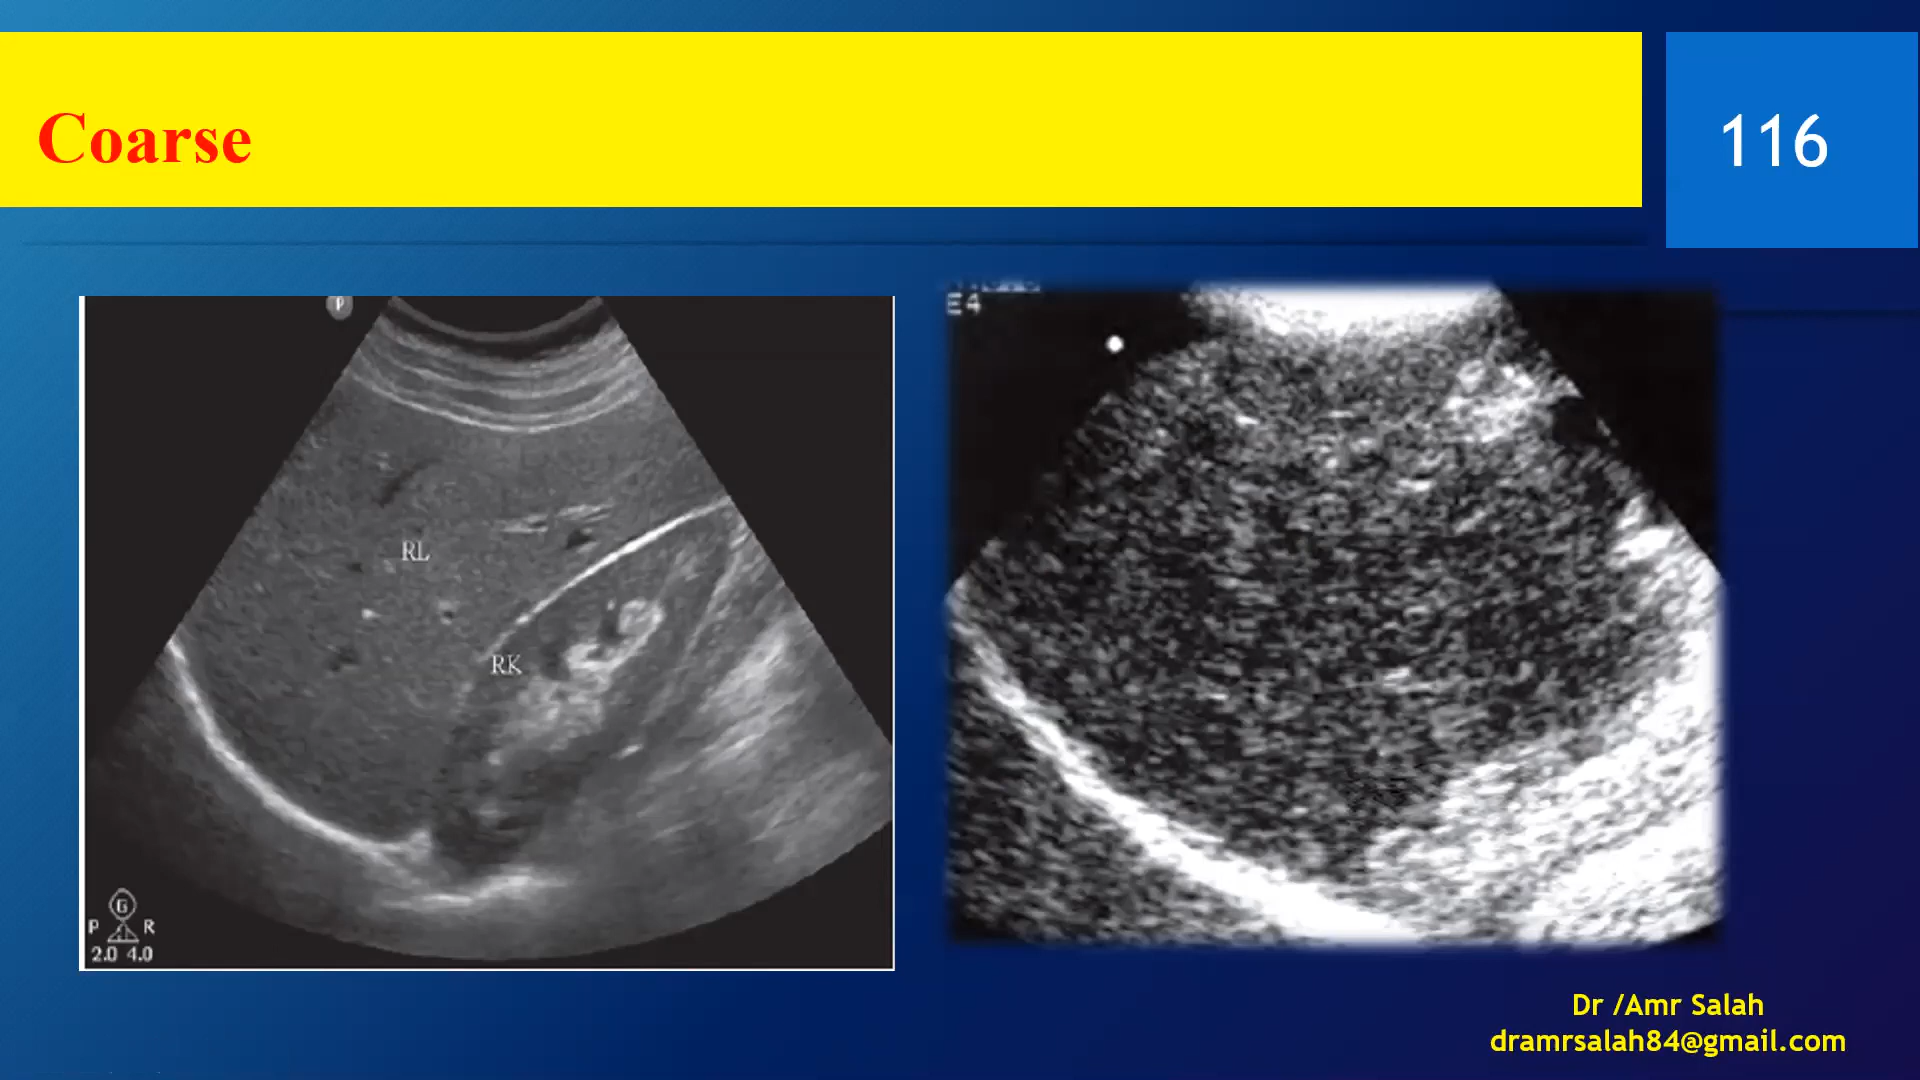 Coarse
116
P
E4
RL
RK
G
P R
2.0 4.0
Dr /Amr Salah
dramrsalah84@gmail.com